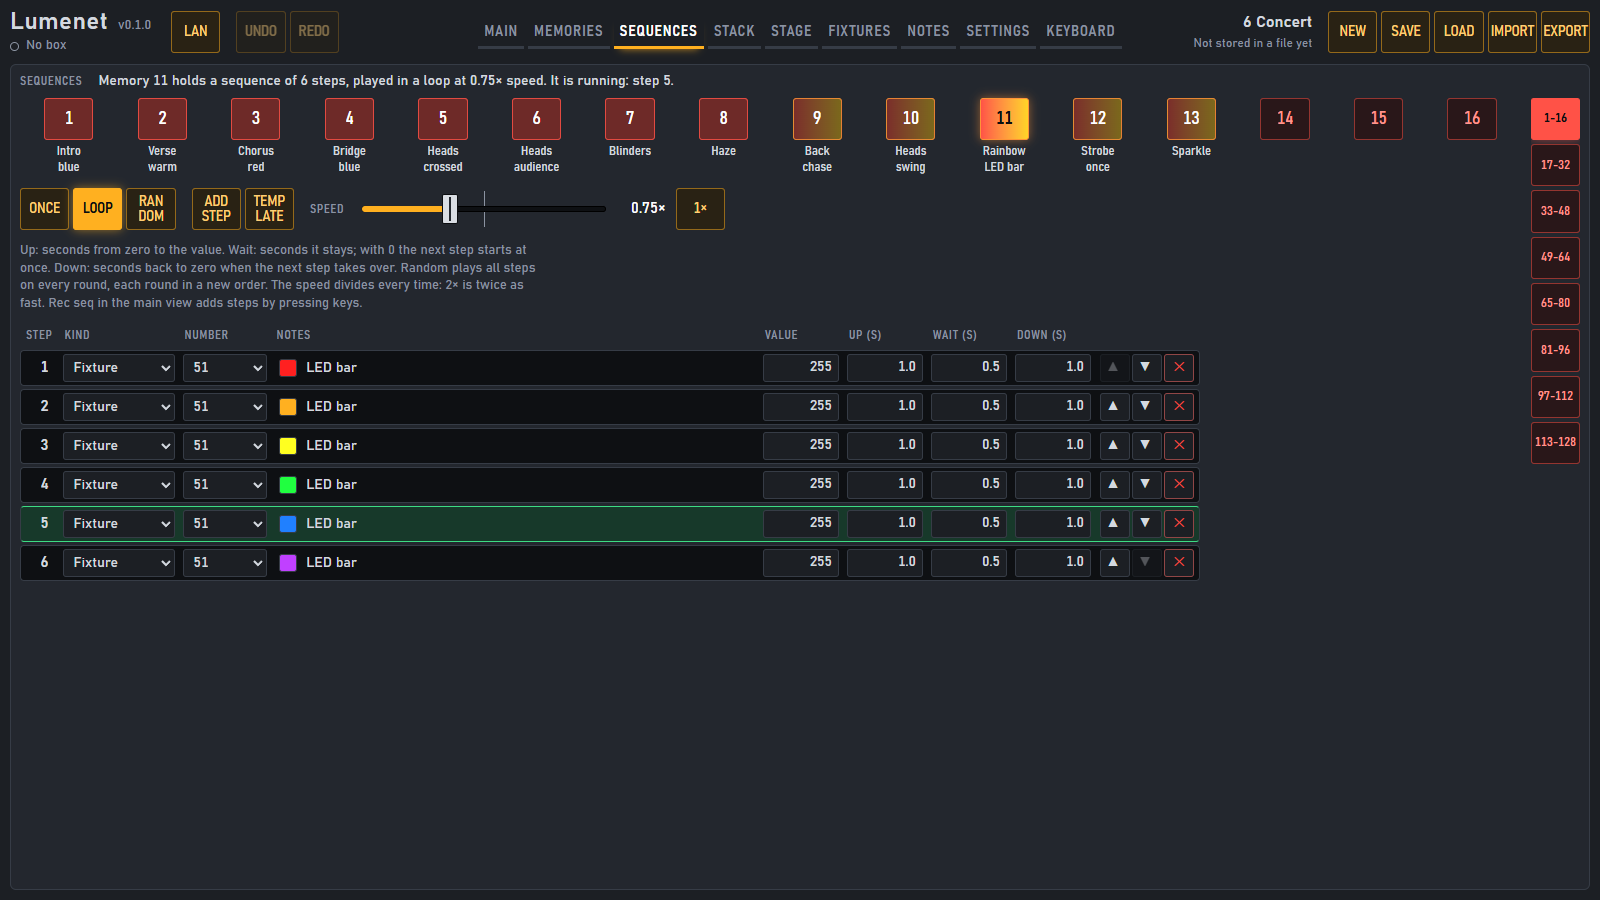 Lumenet v0.1.0
No box
LAN
UNDO REDO
MAIN MEMORIES SEQUENCES STACK STAGE FIXTURES NOTES SETTINGS KEYBOARD
6 Concert
Not stored in a file yet
NEW SAVE LOAD IMPORT EXPORT
SEQUENCES Memory 11 holds a sequence of 6 steps, played in a loop at 0.75× speed. It is running: step 5.
1 2 3 4 5 6 7 8 9 10 11 12 13 14 15 16
Intro blue
Verse warm
Chorus red
Bridge blue
Heads crossed
Heads audience
Blinders
Haze
Back chase
Heads swing
Rainbow LED bar
Strobe once
Sparkle
1-16
17-32
33-48
49-64
65-80
81-96
97-112
113-128
ONCE LOOP RAN DOM ADD STEP TEMP LATE SPEED 0.75× 1×
Up: seconds from zero to the value. Wait: seconds it stays; with 0 the next step starts at
once. Down: seconds back to zero when the next step takes over. Random plays all steps
on every round, each round in a new order. The speed divides every time: 2× is twice as
fast. Rec seq in the main view adds steps by pressing keys.
STEP KIND NUMBER NOTES VALUE UP (S) WAIT (S) DOWN (S)
1 Fixture 51 LED bar 255 1.0 0.5 1.0 ▲ ▼ ×
2 Fixture 51 LED bar 255 1.0 0.5 1.0 ▲ ▼ ×
3 Fixture 51 LED bar 255 1.0 0.5 1.0 ▲ ▼ ×
4 Fixture 51 LED bar 255 1.0 0.5 1.0 ▲ ▼ ×
5 Fixture 51 LED bar 255 1.0 0.5 1.0 ▲ ▼ ×
6 Fixture 51 LED bar 255 1.0 0.5 1.0 ▲ ▼ ×